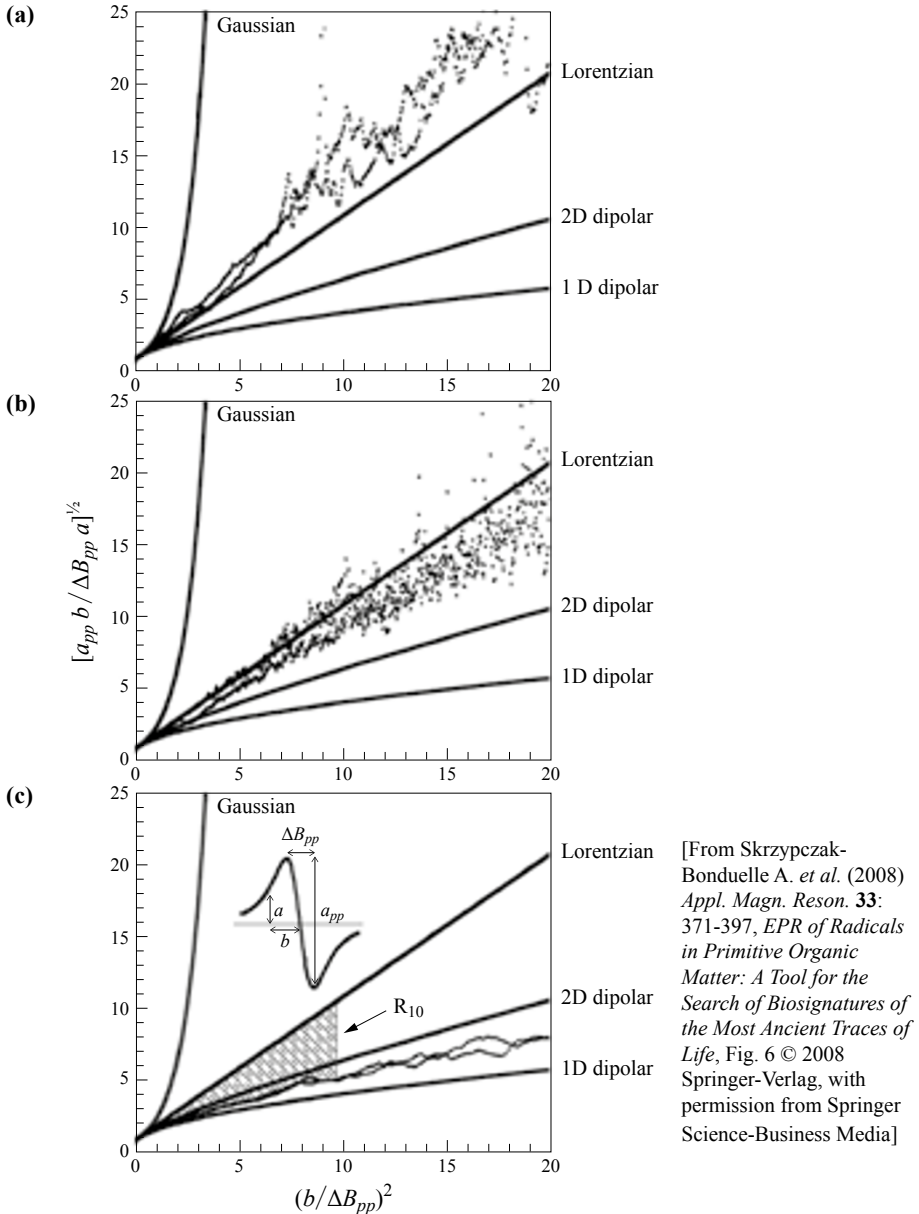 (a)
25
20
15
10
5
0
Gaussian
Lorentzian
2D dipolar
1 D dipolar
0 5 10 15 20
(b)
25
20
15
10
5
0
Gaussian
Lorentzian
2D dipolar
1D dipolar
0 5 10 15 20
[a_pp b / ΔB_pp a]^½
(c)
25
20
15
10
5
0
Gaussian
ΔB_pp
a
a_pp
b
R₁₀
Lorentzian
2D dipolar
1D dipolar
0 5 10 15 20
(b/ΔB_pp)²
[From Skrzypczak-
Bonduelle A. et al. (2008)
Appl. Magn. Reson. 33:
371-397, EPR of Radicals
in Primitive Organic
Matter: A Tool for the
Search of Biosignatures of
the Most Ancient Traces of
Life, Fig. 6 © 2008
Springer-Verlag, with
permission from Springer
Science-Business Media]